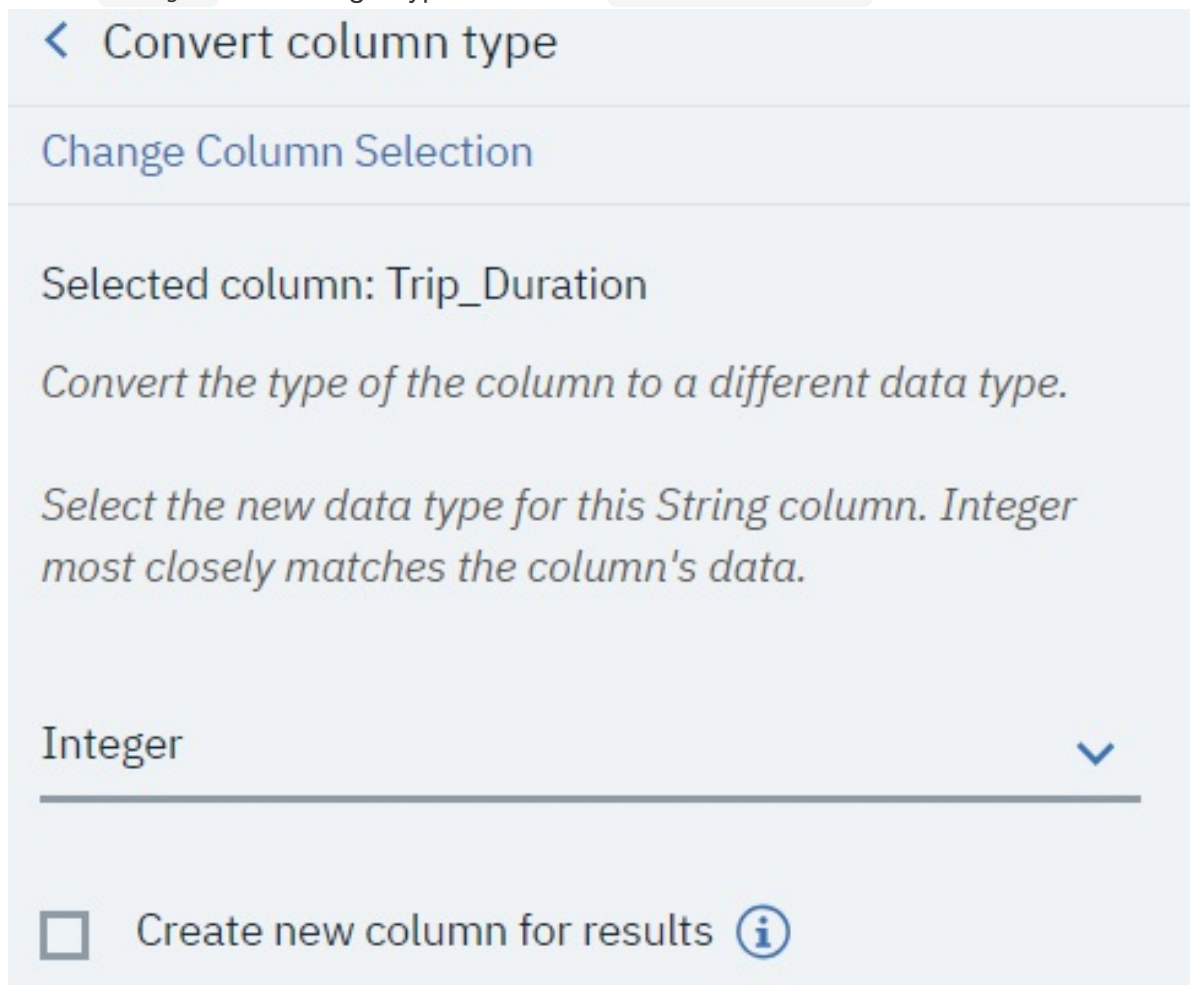 Convert column type
Change Column Selection
Selected column: Trip_Duration
Convert the type of the column to a different data type.
Select the new data type for this String column. Integer
most closely matches the column's data.
Integer
Create new column for results